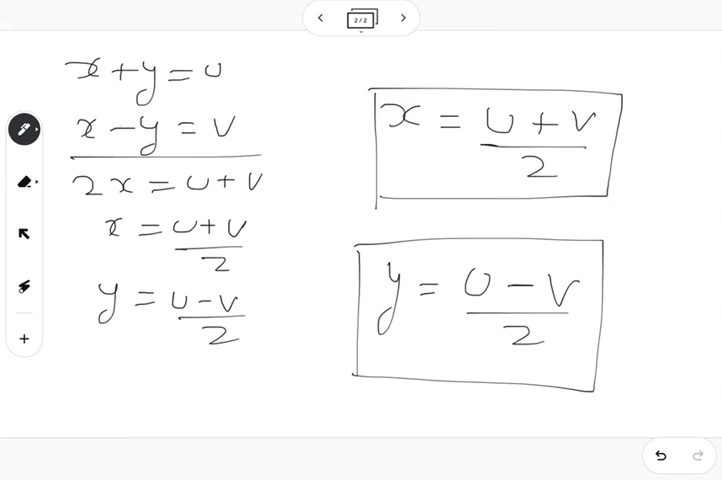 2/2
x + y = u
x - y = v
2x = u + v
x = u + v / 2
y = u - v / 2
x = u + v / 2
y = u - v / 2